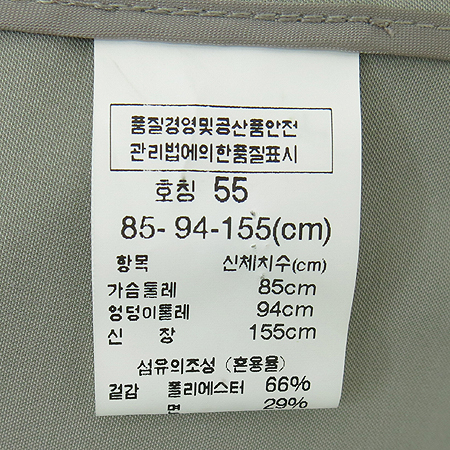 품질경영및공산품안전
관리법에의한품질표시
호칭 55
85- 94-155(cm)
항목 신체치수(cm)
가슴둘레 85cm
엉덩이둘레 94cm
신 장 155cm
섬유의조성 (혼용율)
겉감 폴리에스터 66%
면 29%